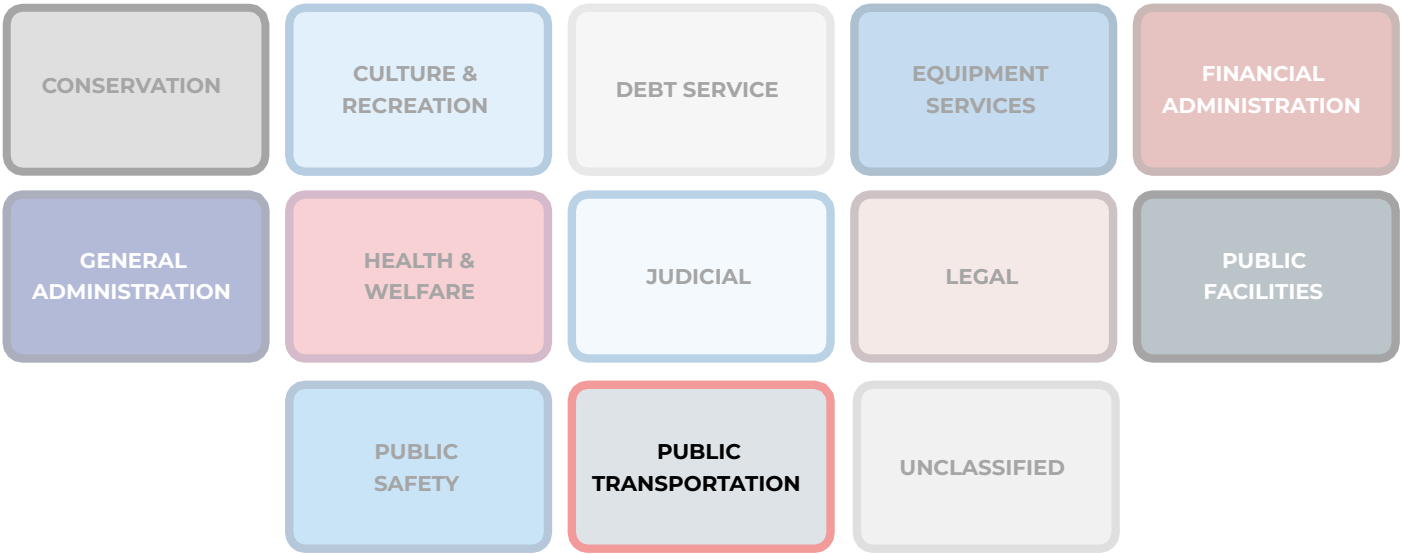 CONSERVATION
CULTURE &
RECREATION
DEBT SERVICE
EQUIPMENT
SERVICES
FINANCIAL
ADMINISTRATION
GENERAL
ADMINISTRATION
HEALTH &
WELFARE
JUDICIAL
LEGAL
PUBLIC
FACILITIES
PUBLIC
SAFETY
PUBLIC
TRANSPORTATION
UNCLASSIFIED